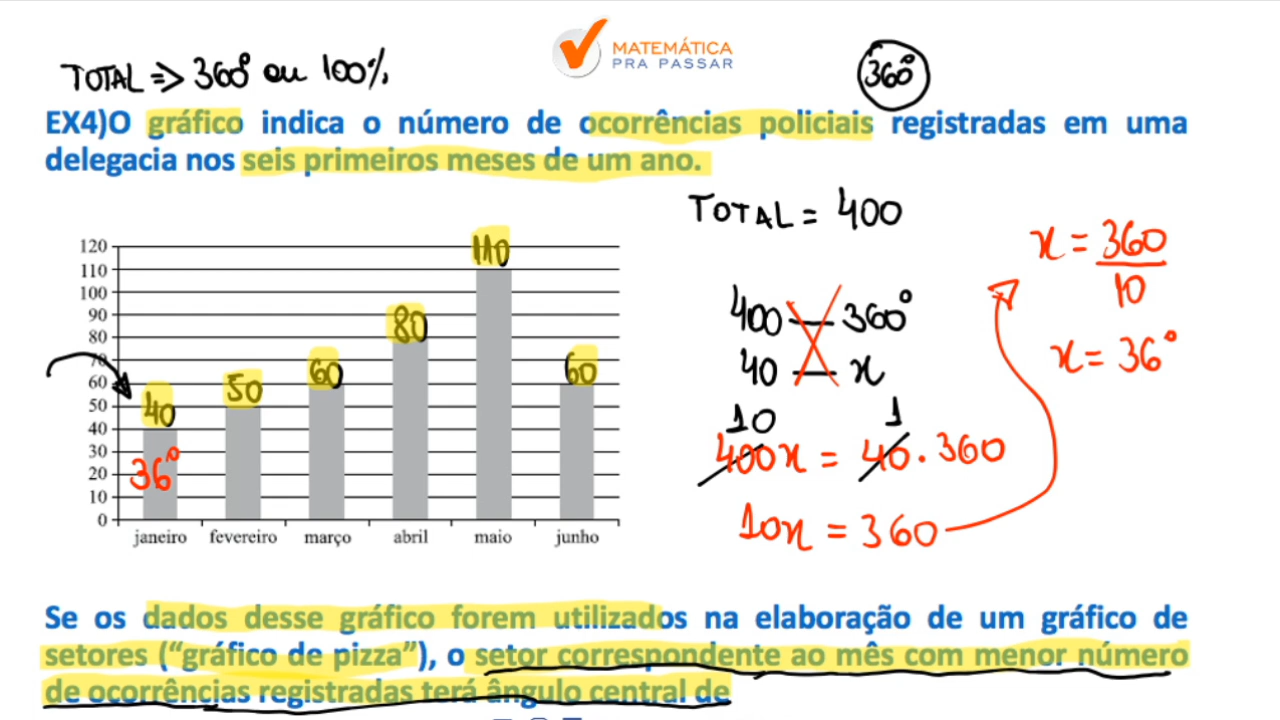 MATEMÁTICA
PRA PASSAR
TOTAL => 360° ou 100%
360°
EX4)O gráfico indica o número de ocorrências policiais registradas em uma
delegacia nos seis primeiros meses de um ano.
TOTAL = 400
x = 360
10
x = 36°
400 — 360°
40 — x
10 1
400x = 40 . 360
10x = 360
120
110
100
90
80
70
60
50
40
30
20
10
0
40
50
60
80
110
60
36°
janeiro fevereiro março abril maio junho
Se os dados desse gráfico forem utilizados na elaboração de um gráfico de
setores (“gráfico de pizza”), o setor correspondente ao mês com menor número
de ocorrências registradas terá ângulo central de